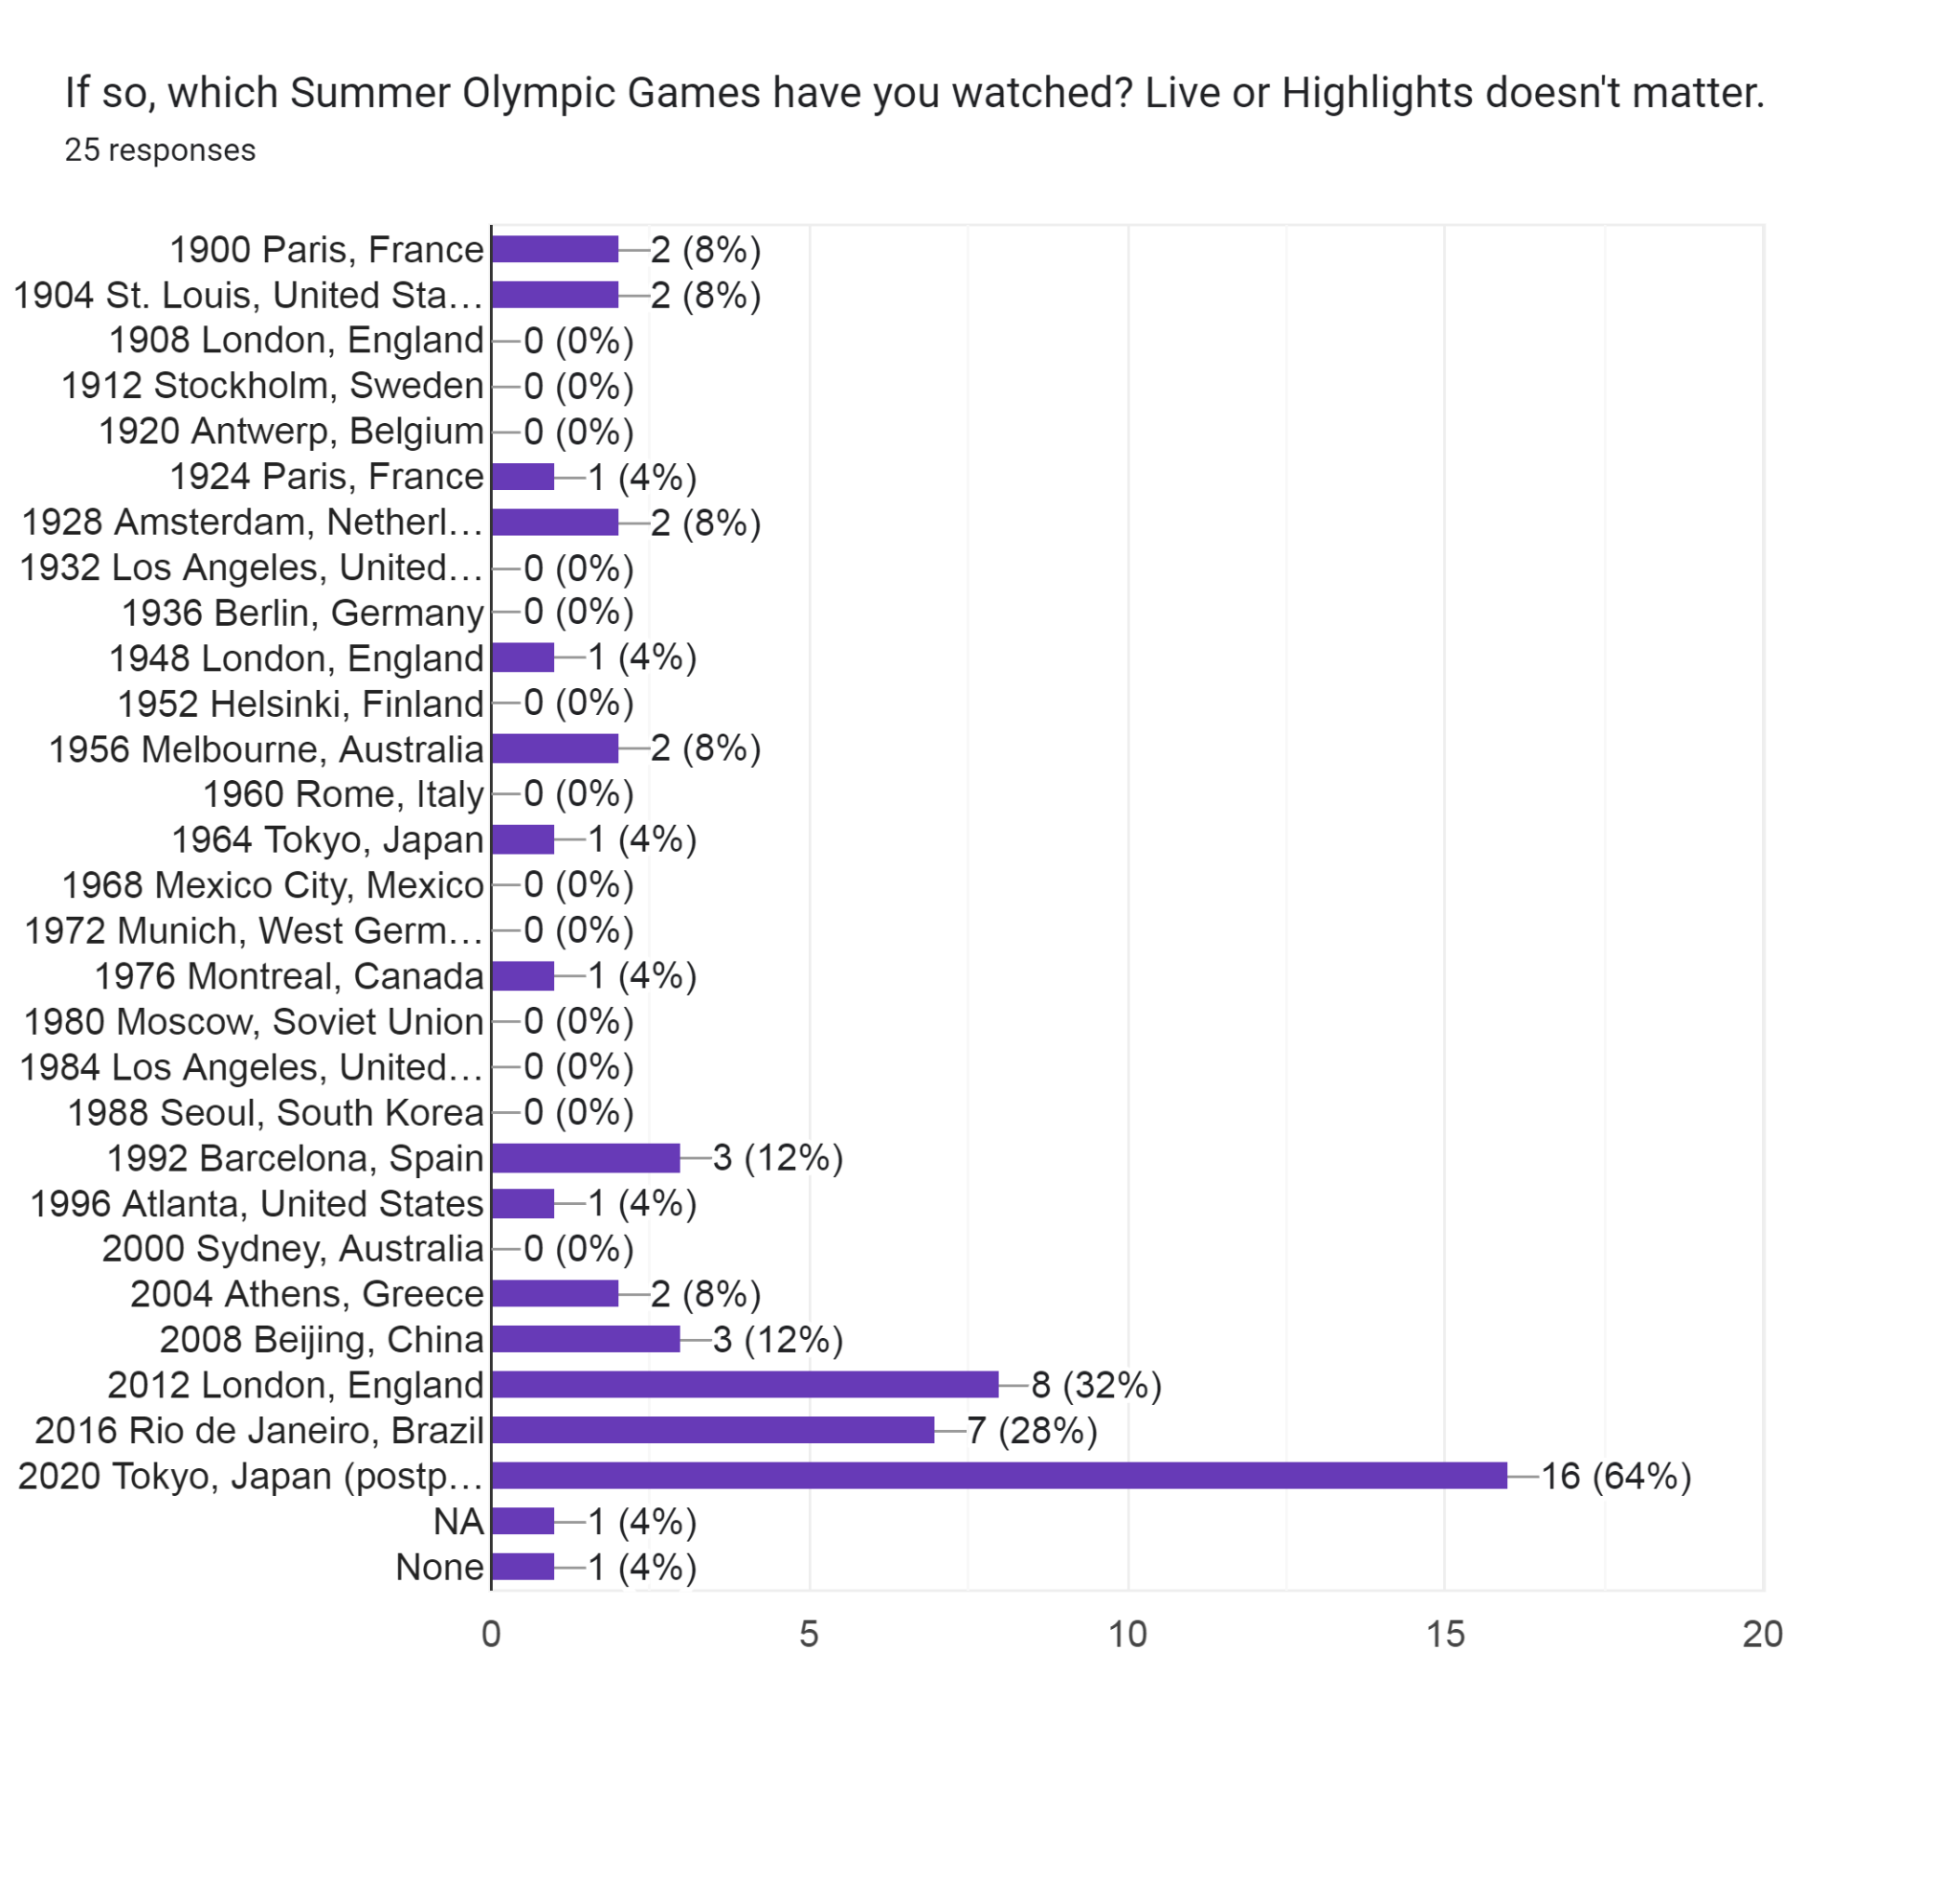 If so, which Summer Olympic Games have you watched? Live or Highlights doesn't matter.
25 responses
1900 Paris, France 2 (8%)
1904 St. Louis, United Sta… 2 (8%)
1908 London, England 0 (0%)
1912 Stockholm, Sweden 0 (0%)
1920 Antwerp, Belgium 0 (0%)
1924 Paris, France 1 (4%)
1928 Amsterdam, Netherl… 2 (8%)
1932 Los Angeles, United… 0 (0%)
1936 Berlin, Germany 0 (0%)
1948 London, England 1 (4%)
1952 Helsinki, Finland 0 (0%)
1956 Melbourne, Australia 2 (8%)
1960 Rome, Italy 0 (0%)
1964 Tokyo, Japan 1 (4%)
1968 Mexico City, Mexico 0 (0%)
1972 Munich, West Germ… 0 (0%)
1976 Montreal, Canada 1 (4%)
1980 Moscow, Soviet Union 0 (0%)
1984 Los Angeles, United… 0 (0%)
1988 Seoul, South Korea 0 (0%)
1992 Barcelona, Spain 3 (12%)
1996 Atlanta, United States 1 (4%)
2000 Sydney, Australia 0 (0%)
2004 Athens, Greece 2 (8%)
2008 Beijing, China 3 (12%)
2012 London, England 8 (32%)
2016 Rio de Janeiro, Brazil 7 (28%)
2020 Tokyo, Japan (postp… 16 (64%)
NA 1 (4%)
None 1 (4%)
0 5 10 15 20